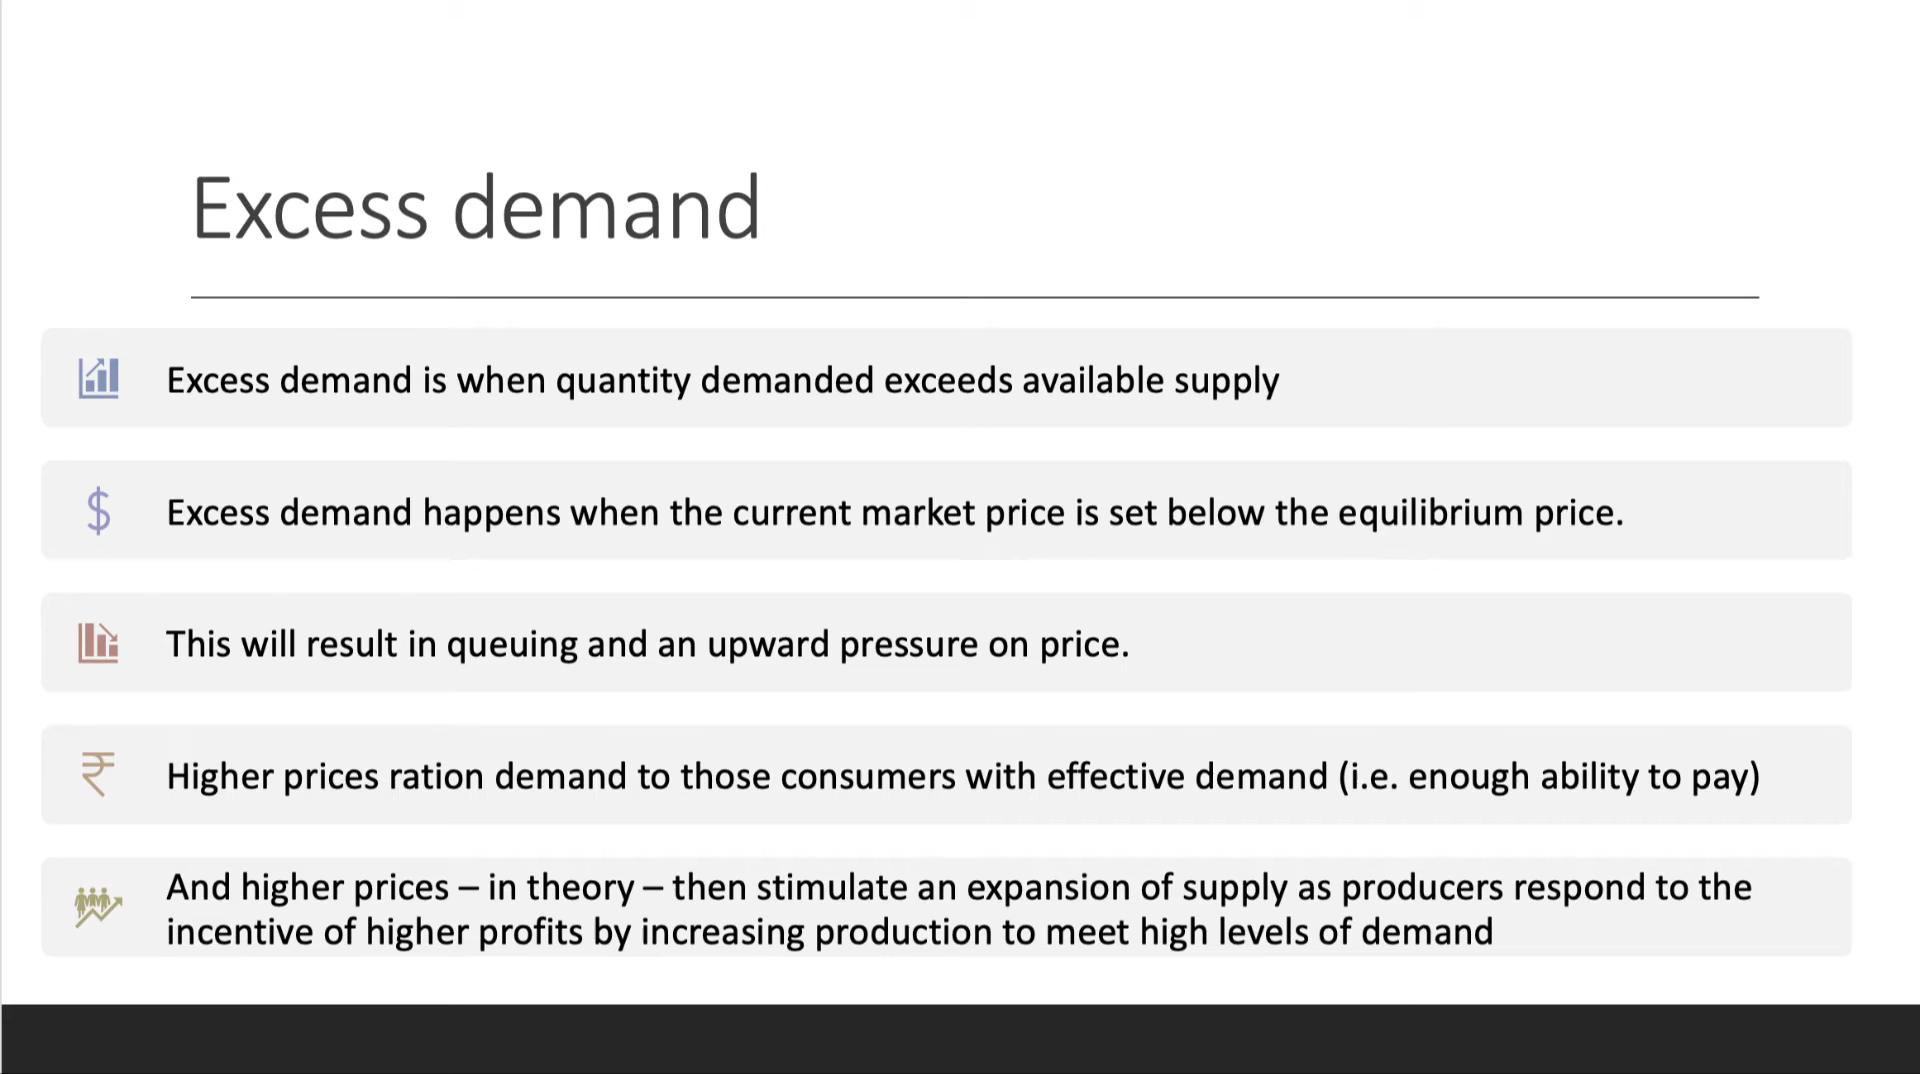 Excess demand
Excess demand is when quantity demanded exceeds available supply
Excess demand happens when the current market price is set below the equilibrium price.
This will result in queuing and an upward pressure on price.
Higher prices ration demand to those consumers with effective demand (i.e. enough ability to pay)
And higher prices – in theory – then stimulate an expansion of supply as producers respond to the
incentive of higher profits by increasing production to meet high levels of demand